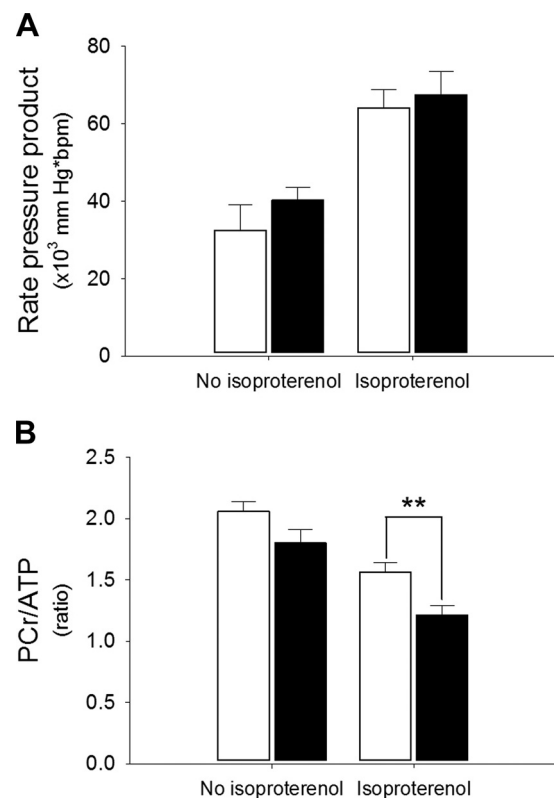 A
Rate pressure product
(x10³ mm Hg*bpm)
80
60
40
20
0
No isoproterenol Isoproterenol
B
PCr/ATP
(ratio)
2.5
2.0
1.5
1.0
0.5
0.0
**
No isoproterenol Isoproterenol